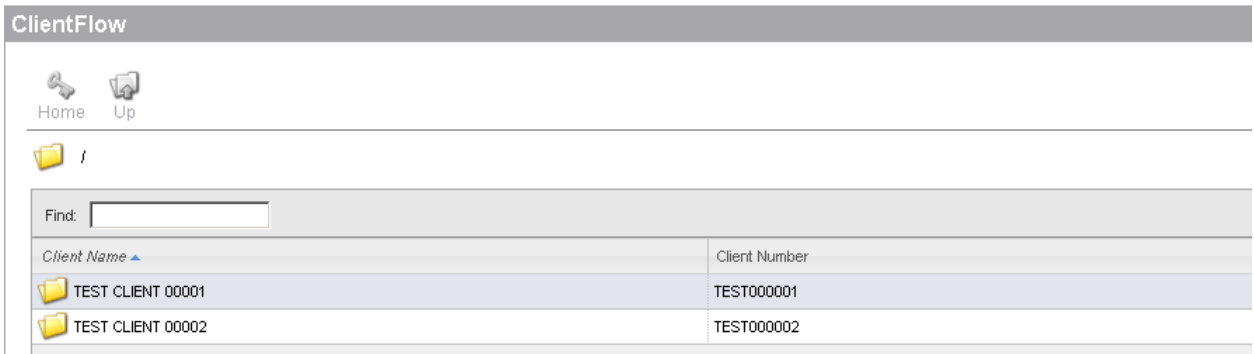 ClientFlow
Home Up
/
Find:
Client Name Client Number
TEST CLIENT 00001 TEST000001
TEST CLIENT 00002 TEST000002